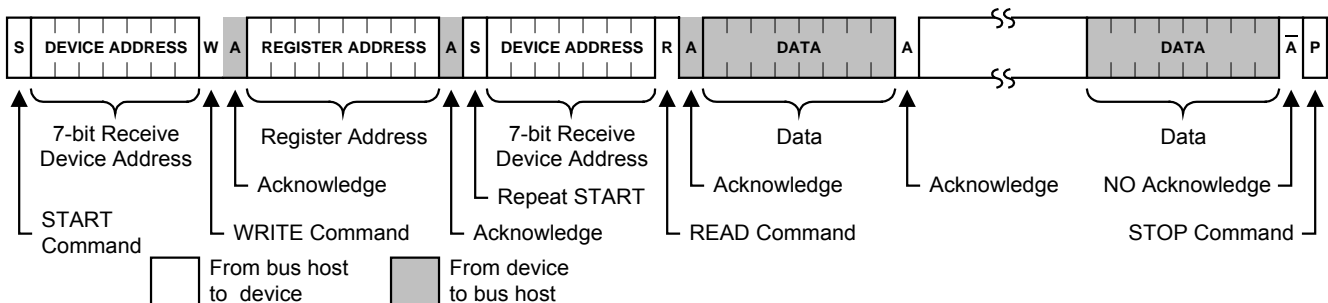 S DEVICE ADDRESS W A REGISTER ADDRESS A S DEVICE ADDRESS R A DATA A DATA A̅ P
7-bit Receive
Device Address
Register Address
7-bit Receive
Device Address
Data
Data
Acknowledge
Repeat START
Acknowledge
Acknowledge
NO Acknowledge
START
Command
WRITE Command
Acknowledge
READ Command
STOP Command
From bus host
to device
From device
to bus host